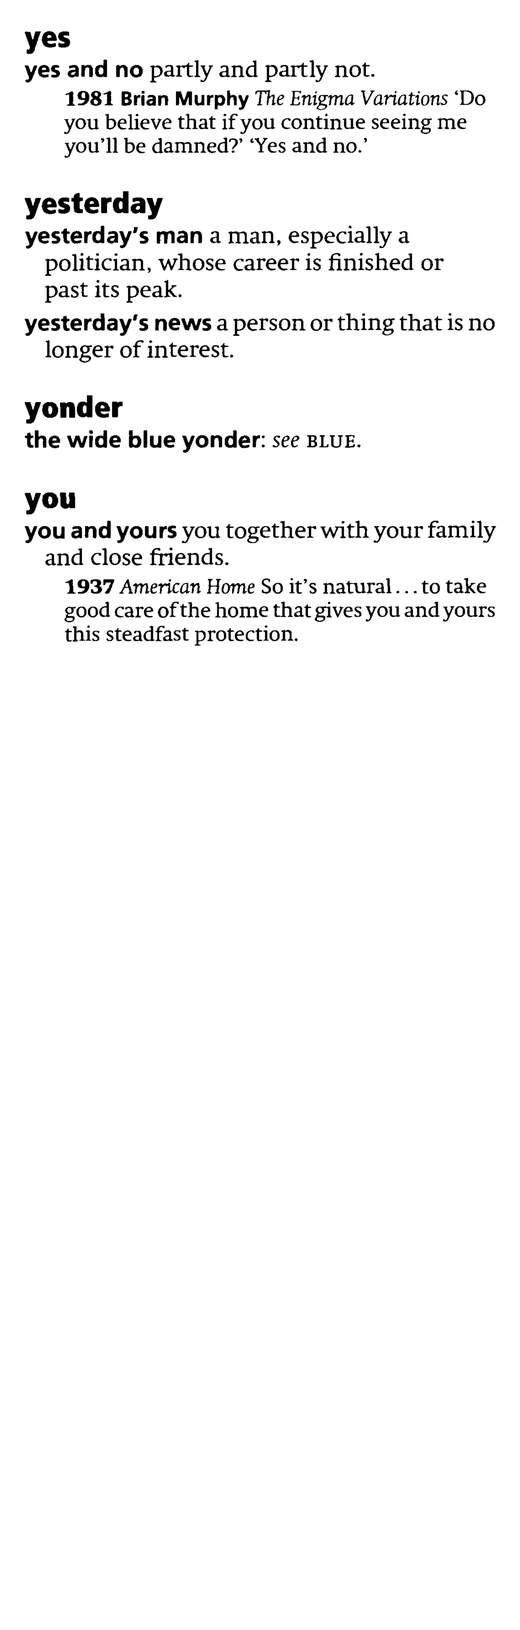 yes
yes and no partly and partly not.
1981 Brian Murphy The Enigma Variations ‘Do
you believe that if you continue seeing me
you’ll be damned?’ ‘Yes and no.’
yesterday
yesterday’s man a man, especially a
politician, whose career is finished or
past its peak.
yesterday’s news a person or thing that is no
longer of interest.
yonder
the wide blue yonder: see BLUE.
you
you and yours you together with your family
and close friends.
1937 American Home So it’s natural...to take
good care of the home that gives you and yours
this steadfast protection.